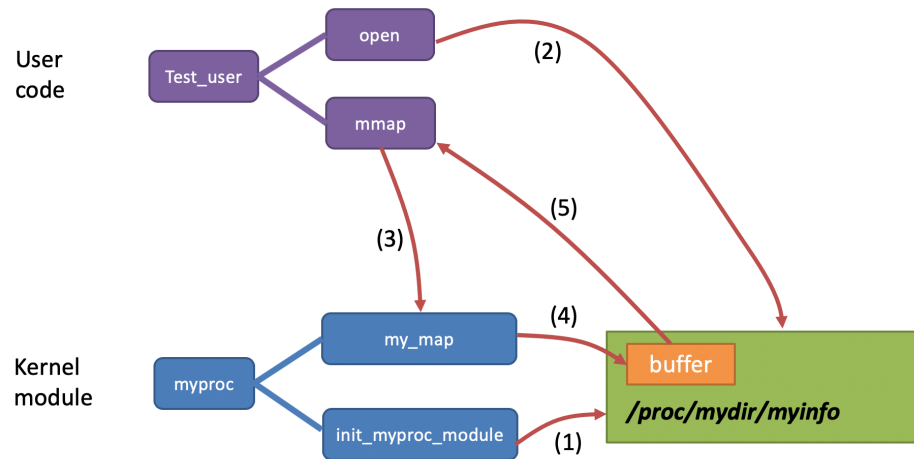 open
(2)
User
code
Test_user
mmap
(5)
(3)
(4)
my_map
buffer
Kernel
module
myproc
/proc/mydir/myinfo
init_myproc_module
(1)